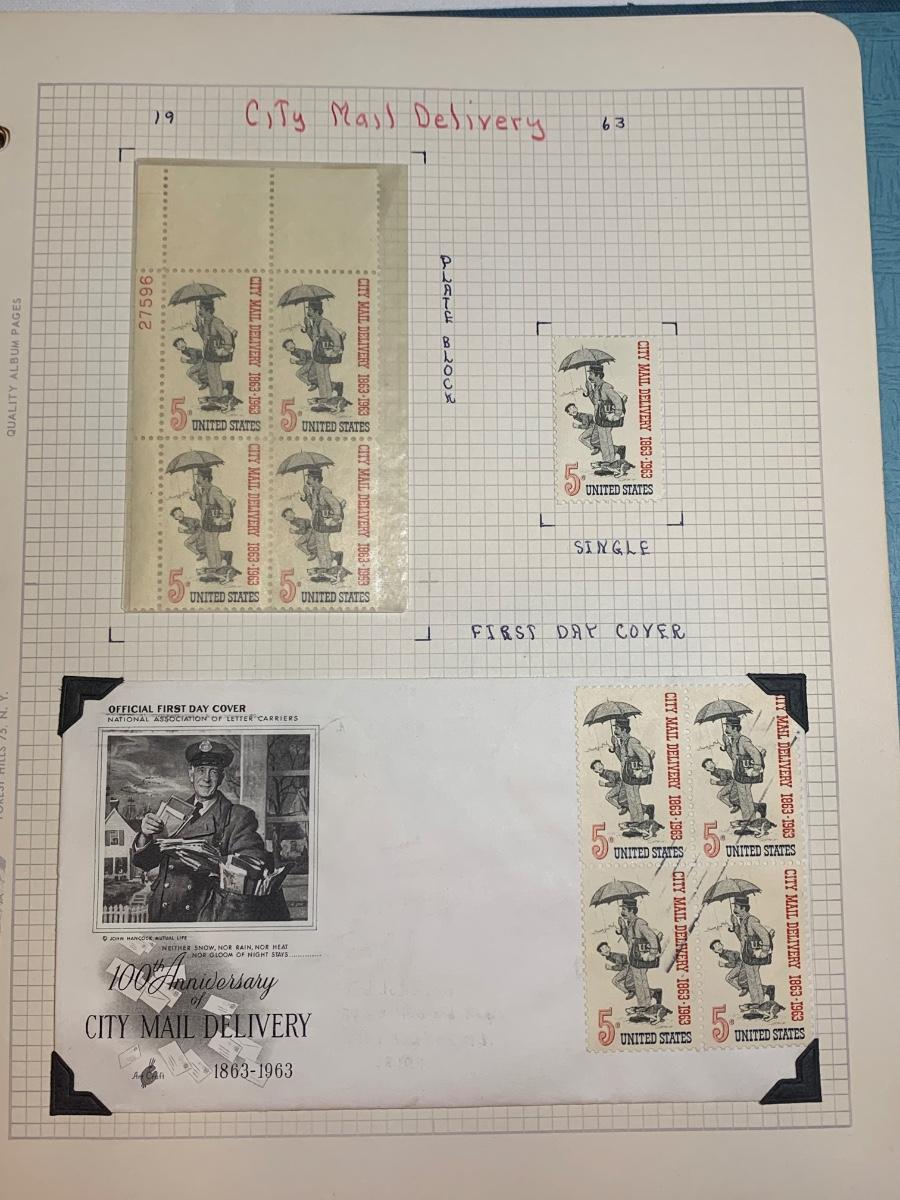 19 City Mail Delivery 63
QUALITY ALBUM PAGES
FOREST HILLS 75, N. Y.
27596
CITY MAIL DELIVERY 1863·1963
U.S.
5¢
UNITED STATES
CITY MAIL DELIVERY 1863·1963
U.S.
5¢
UNITED STATES
CITY MAIL DELIVERY 1863·1963
U.S.
5¢
UNITED STATES
CITY MAIL DELIVERY 1863·1963
U.S.
5¢
UNITED STATES
PLATE BLOCK
CITY MAIL DELIVERY 1863·1963
U.S.
5¢
UNITED STATES
SINGLE
FIRST DAY COVER
OFFICIAL FIRST DAY COVER
NATIONAL ASSOCIATION OF LETTER CARRIERS
© JOHN HANCOCK MUTUAL LIFE
NEITHER SNOW, NOR RAIN, NOR HEAT
NOR GLOOM OF NIGHT STAYS..............
100th Anniversary
of
CITY MAIL DELIVERY
1863-1963
Art Craft
CITY MAIL DELIVERY 1863·1963
U.S.
5¢
UNITED STATES
CITY MAIL DELIVERY 1863·1963
U.S.
5¢
UNITED STATES
CITY MAIL DELIVERY 1863·1963
U.S.
5¢
UNITED STATES
CITY MAIL DELIVERY 1863·1963
U.S.
5¢
UNITED STATES